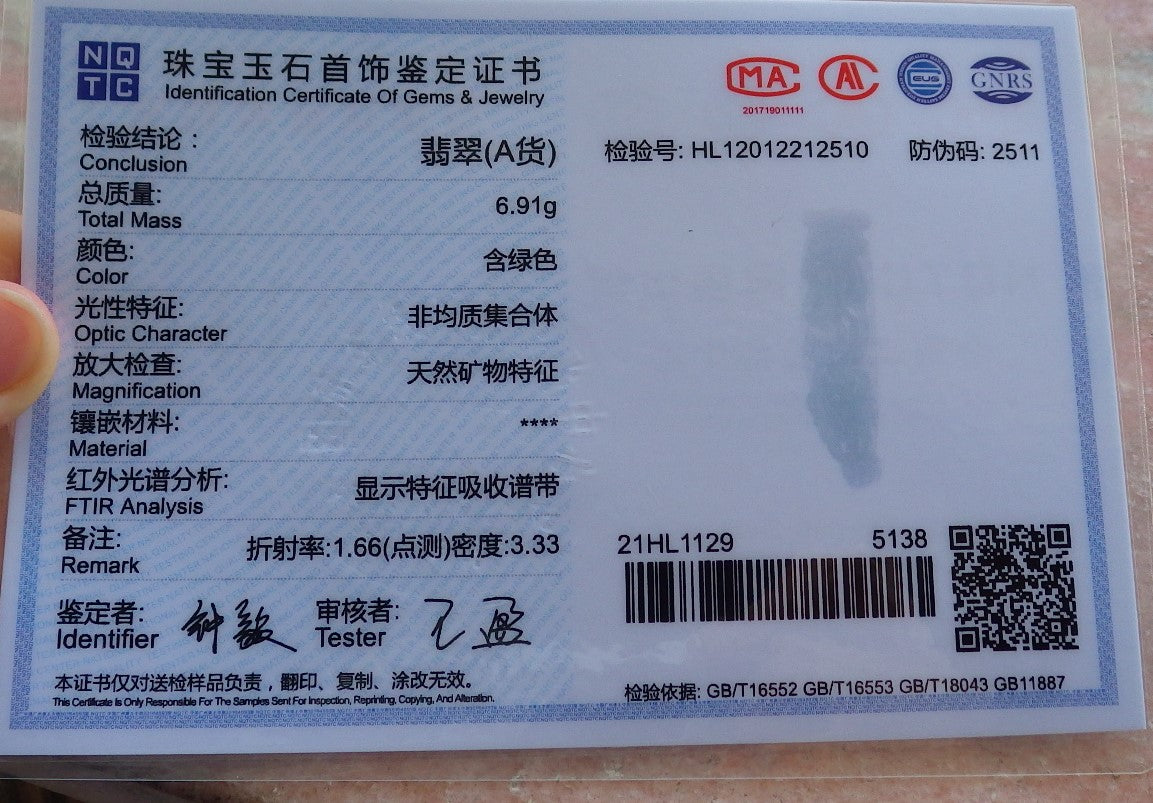 NQ
TC
珠宝玉石首饰鉴定证书
Identification Certificate Of Gems & Jewelry
MA
201719011111
AL
EUS
GNRS
检验结论：
Conclusion
翡翠(A货)
检验号: HL12012212510
防伪码: 2511
总质量:
Total Mass
6.91g
颜色:
Color
含绿色
光性特征:
Optic Character
非均质集合体
放大检查:
Magnification
天然矿物特征
镶嵌材料:
Material
****
红外光谱分析:
FTIR Analysis
显示特征吸收谱带
备注:
Remark
折射率:1.66(点测)密度:3.33
21HL1129
5138
鉴定者:
Identifier
审核者:
Tester
本证书仅对送检样品负责，翻印、复制、涂改无效。
This Certificate Is Only Responsible For The Samples Sent For Inspection, Reprinting, Copying, And Alteration.
检验依据: GB/T16552 GB/T16553 GB/T18043 GB11887